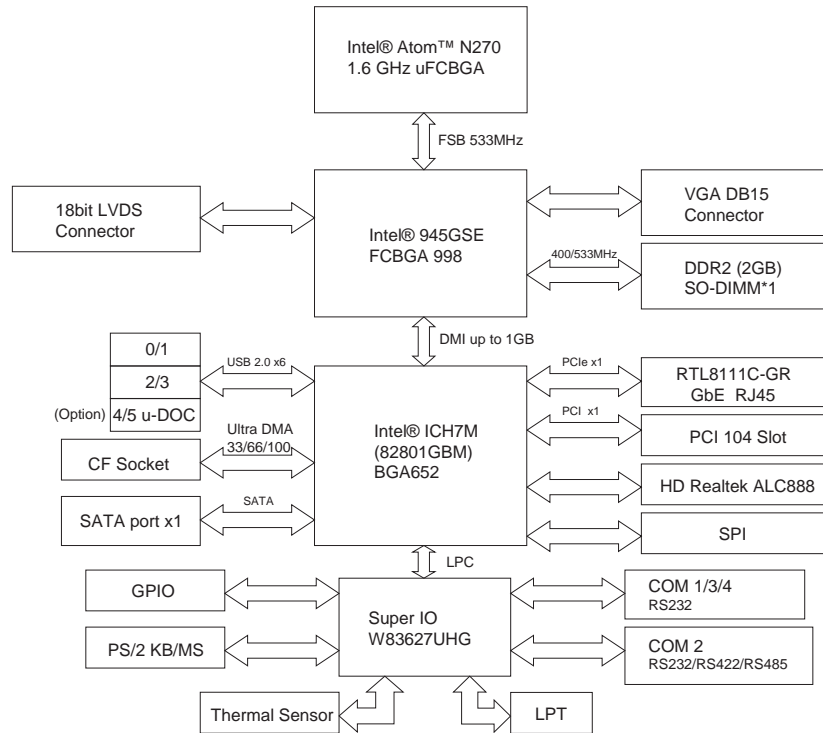 Intel® Atom™ N270
1.6 GHz uFCBGA
FSB 533MHz
18bit LVDS
Connector
Intel® 945GSE
FCBGA 998
VGA DB15
Connector
400/533MHz
DDR2 (2GB)
SO-DIMM*1
DMI up to 1GB
0/1
2/3
(Option)
4/5 u-DOC
USB 2.0 x6
Ultra DMA
33/66/100
CF Socket
SATA
SATA port x1
Intel® ICH7M
(82801GBM)
BGA652
PCIe x1
RTL8111C-GR
GbE RJ45
PCI x1
PCI 104 Slot
HD Realtek ALC888
SPI
LPC
GPIO
PS/2 KB/MS
Super IO
W83627UHG
COM 1/3/4
RS232
COM 2
RS232/RS422/RS485
Thermal Sensor
LPT